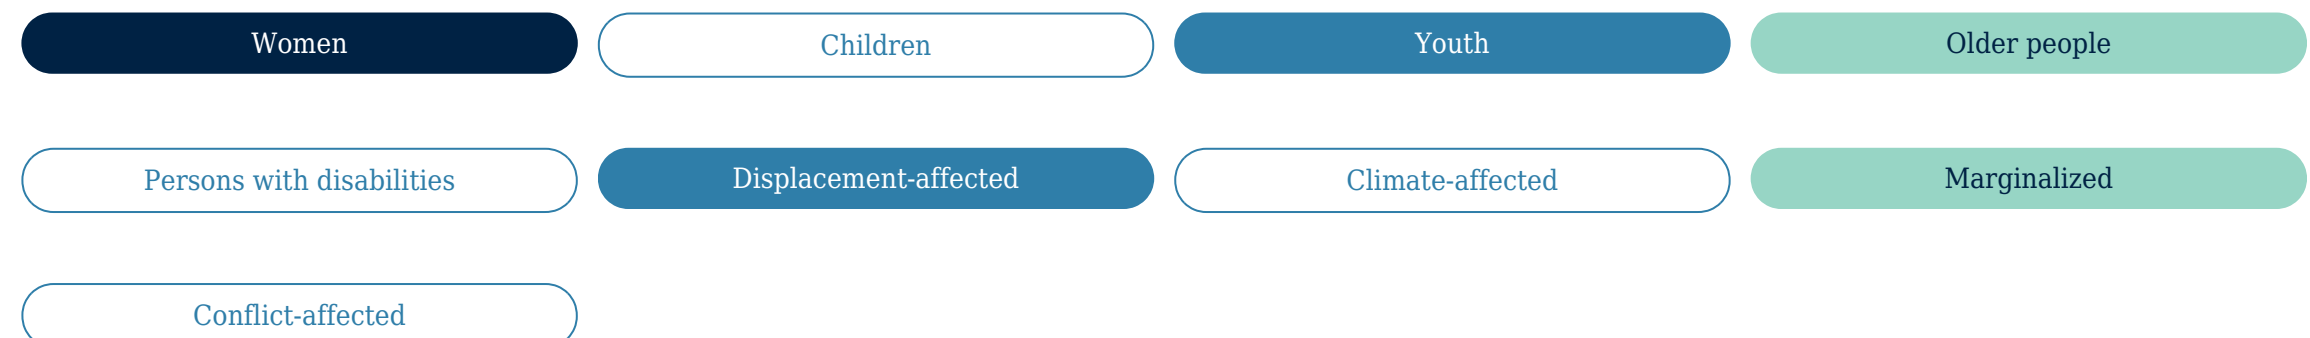 Women
Children
Youth
Older people
Persons with disabilities
Displacement-affected
Climate-affected
Marginalized
Conflict-affected